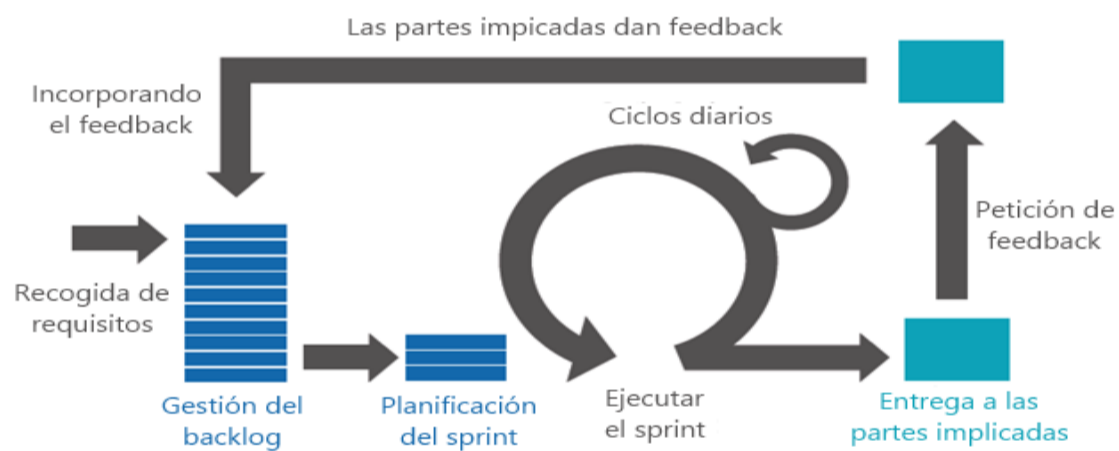 Las partes impicadas dan feedback
Incorporando
el feedback
Ciclos diarios
Petición de
feedback
Recogida de
requisitos
Gestión del
backlog
Planificación
del sprint
Ejecutar
el sprint
Entrega a las
partes implicadas